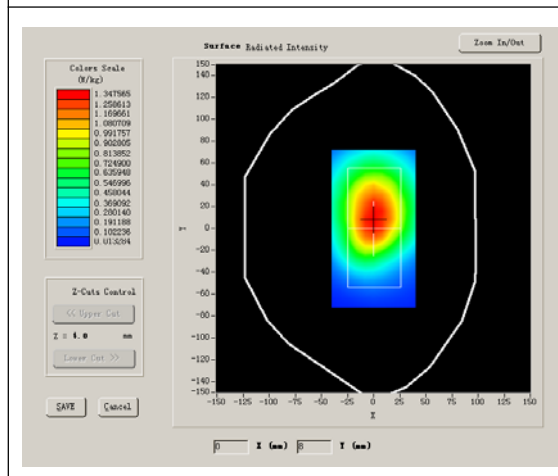 Surface Radiated Intensity
Zoom In/Out
Colors Scale
(W/kg)
1.347565
1.258613
1.169661
1.080709
0.991757
0.902805
0.813852
0.724900
0.635948
0.546996
0.458044
0.369092
0.280140
0.191188
0.102236
0.013284
Z-Cuts Control
<< Upper Cut
Z = 4.0 mm
Lower Cut >>
SAVE
Cancel
150
140
120
100
80
60
40
20
0
-20
-40
-60
-80
-100
-120
-140
-150
Y
-150 -125 -100 -75 -50 -25 0 25 50 75 100 125 150
X
0 X (mm) 8 Y (mm)